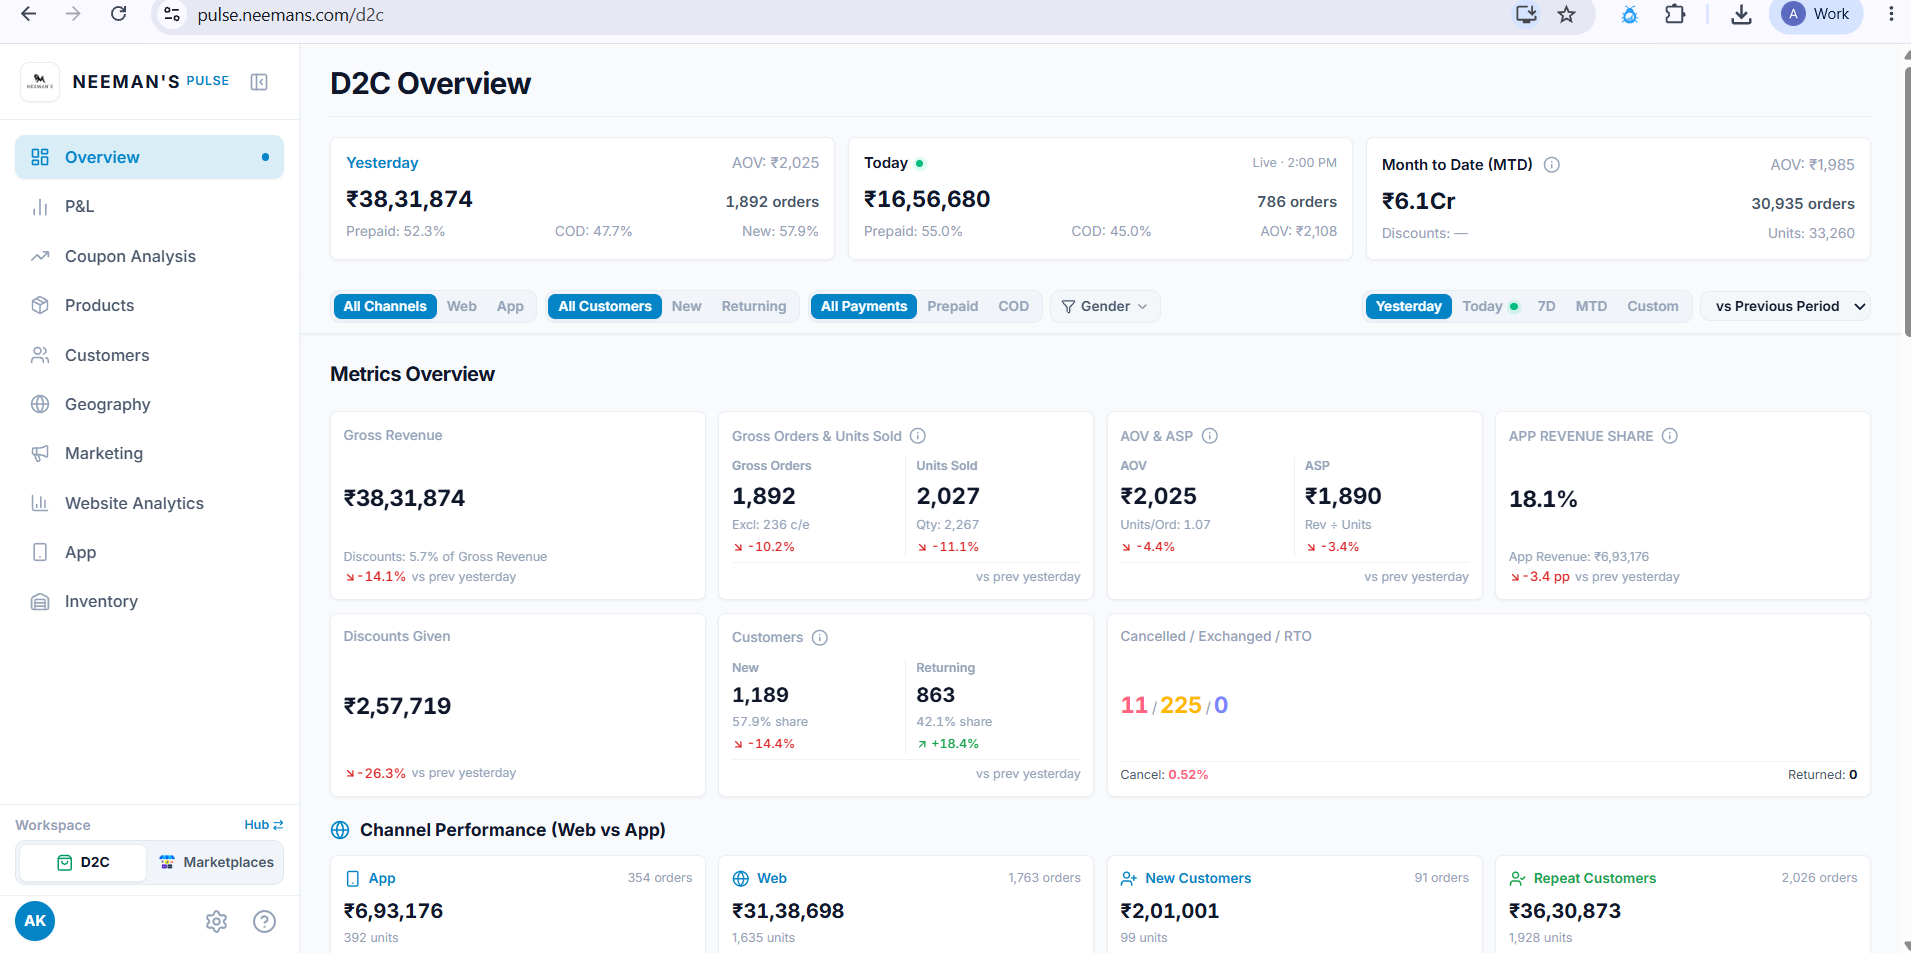 pulse.neemans.com/d2c
Work
NEEMAN'S PULSE
Overview
P&L
Coupon Analysis
Products
Customers
Geography
Marketing
Website Analytics
App
Inventory
Workspace
Hub ⇄
D2C
Marketplaces
AK
D2C Overview
Yesterday AOV: ₹2,025
₹38,31,874 1,892 orders
Prepaid: 52.3% COD: 47.7% New: 57.9%
Today Live · 2:00 PM
₹16,56,680 786 orders
Prepaid: 55.0% COD: 45.0% AOV: ₹2,108
Month to Date (MTD) AOV: ₹1,985
₹6.1Cr 30,935 orders
Discounts: — Units: 33,260
All Channels Web App All Customers New Returning All Payments Prepaid COD Gender Yesterday Today 7D MTD Custom vs Previous Period
Metrics Overview
Gross Revenue
₹38,31,874
Discounts: 5.7% of Gross Revenue
↘ -14.1% vs prev yesterday
Gross Orders & Units Sold
Gross Orders Units Sold
1,892 2,027
Excl: 236 c/e Qty: 2,267
↘ -10.2% ↘ -11.1%
vs prev yesterday
AOV & ASP
AOV ASP
₹2,025 ₹1,890
Units/Ord: 1.07 Rev ÷ Units
↘ -4.4% ↘ -3.4%
vs prev yesterday
APP REVENUE SHARE
18.1%
App Revenue: ₹6,93,176
↘ -3.4 pp vs prev yesterday
Discounts Given
₹2,57,719
↘ -26.3% vs prev yesterday
Customers
New Returning
1,189 863
57.9% share 42.1% share
↘ -14.4% ↗ +18.4%
vs prev yesterday
Cancelled / Exchanged / RTO
11 / 225 / 0
Cancel: 0.52% Returned: 0
Channel Performance (Web vs App)
App 354 orders
₹6,93,176
392 units
Web 1,763 orders
₹31,38,698
1,635 units
New Customers 91 orders
₹2,01,001
99 units
Repeat Customers 2,026 orders
₹36,30,873
1,928 units